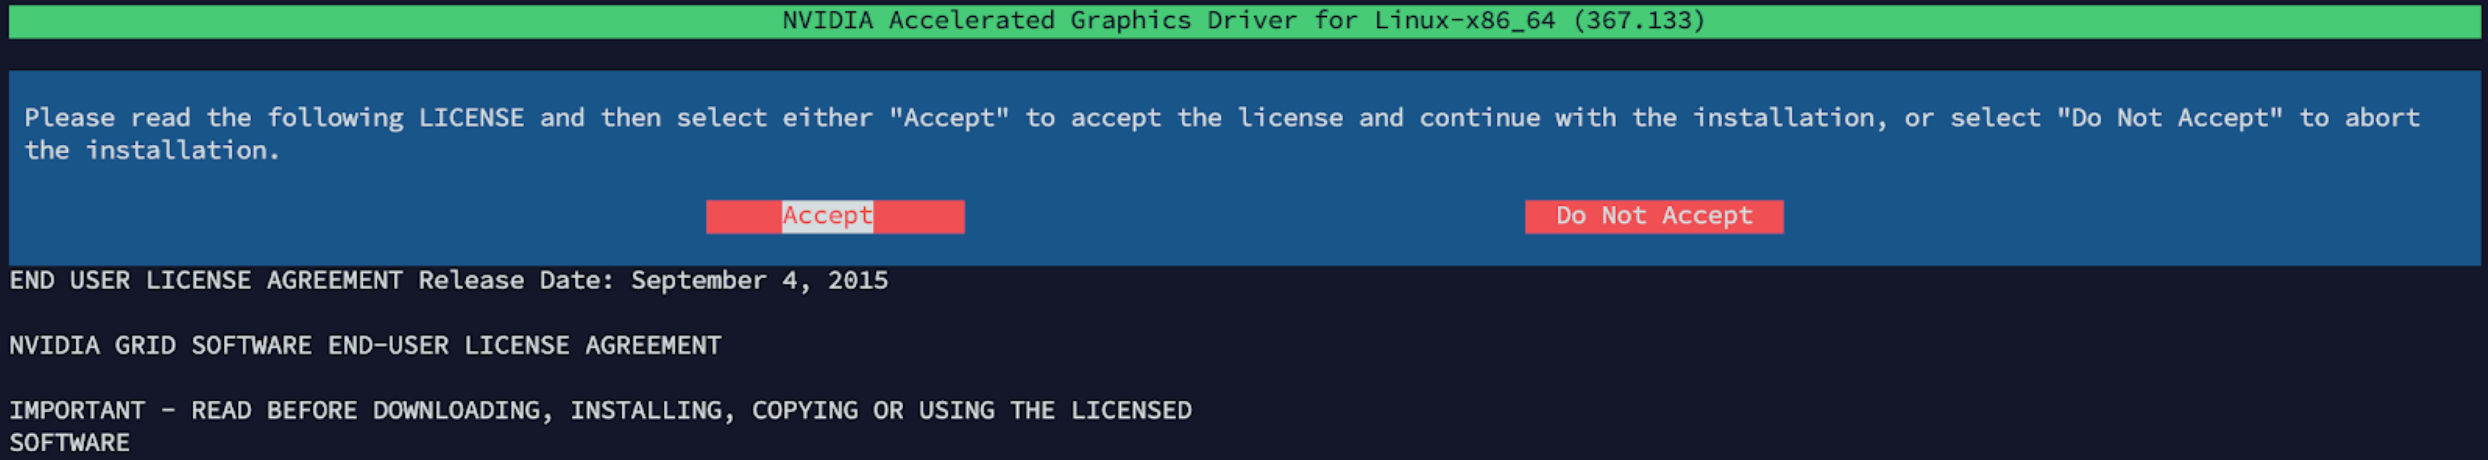 NVIDIA Accelerated Graphics Driver for Linux-x86_64 (367.133)
Please read the following LICENSE and then select either "Accept" to accept the license and continue with the installation, or select "Do Not Accept" to abort
the installation.
Accept
Do Not Accept
END USER LICENSE AGREEMENT Release Date: September 4, 2015
NVIDIA GRID SOFTWARE END-USER LICENSE AGREEMENT
IMPORTANT - READ BEFORE DOWNLOADING, INSTALLING, COPYING OR USING THE LICENSED
SOFTWARE